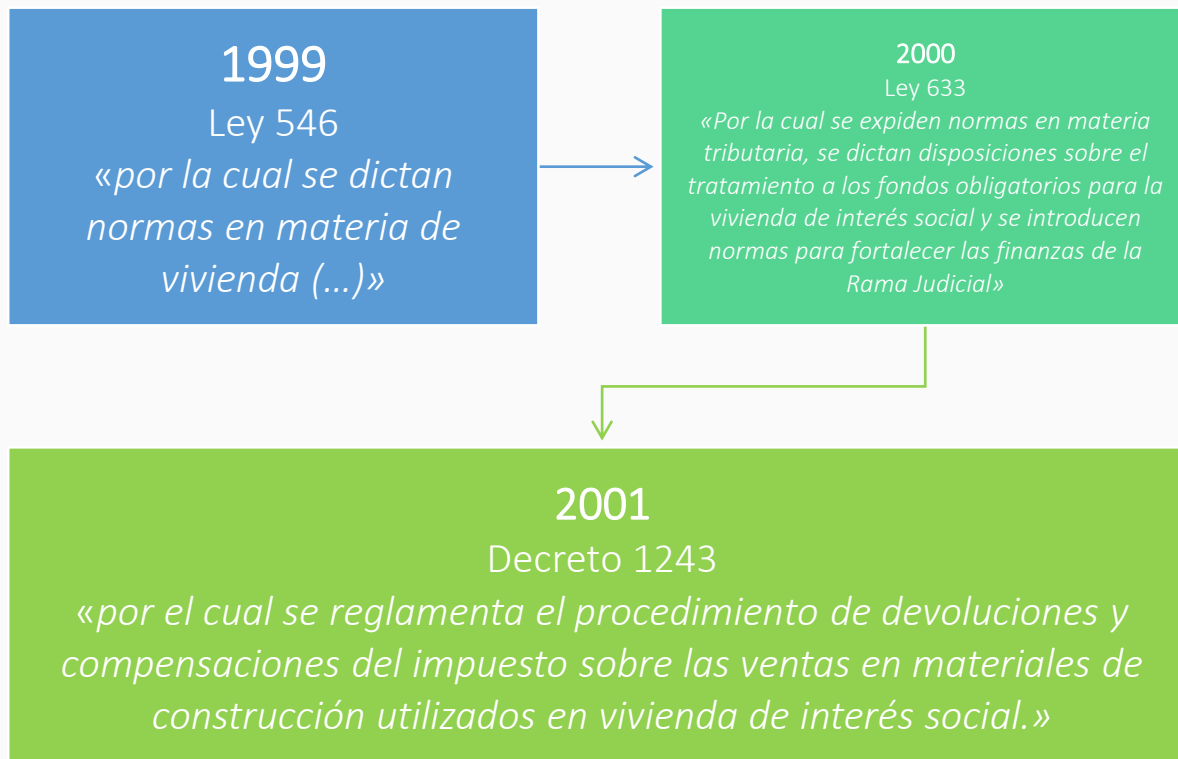 1999
Ley 546
«por la cual se dictan
normas en materia de
vivienda (...)»
2000
Ley 633
«Por la cual se expiden normas en materia
tributaria, se dictan disposiciones sobre el
tratamiento a los fondos obligatorios para la
vivienda de interés social y se introducen
normas para fortalecer las finanzas de la
Rama Judicial»
2001
Decreto 1243
«por el cual se reglamenta el procedimiento de devoluciones y
compensaciones del impuesto sobre las ventas en materiales de
construcción utilizados en vivienda de interés social.»